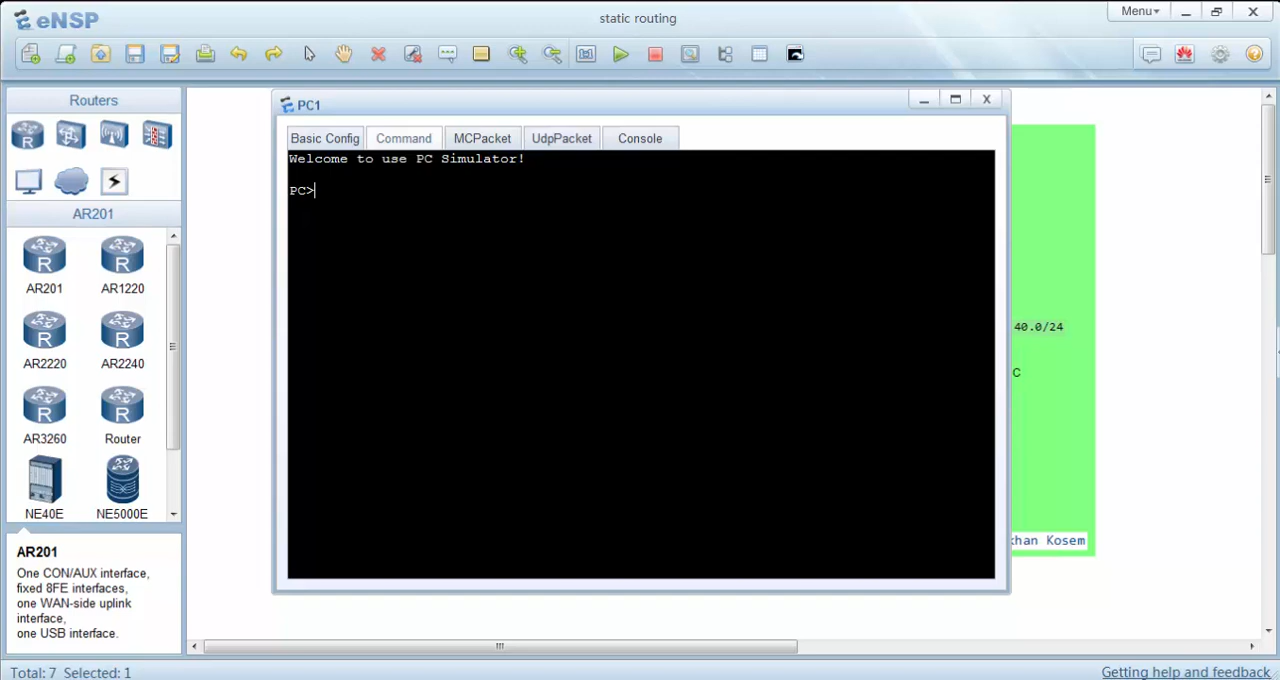 eNSP
static routing
Menu
Routers
R
AR201
R
AR201
R
AR1220
R
AR2220
R
AR2240
R
AR3260
R
Router
NE40E
NE5000E
AR201
One CON/AUX interface,
fixed 8FE interfaces,
one WAN-side uplink
interface,
one USB interface.
PC1
Basic Config
Command
MCPacket
UdpPacket
Console
Welcome to use PC Simulator!
PC>
40.0/24
C
khan Kosem
Total: 7 Selected: 1
Getting help and feedback